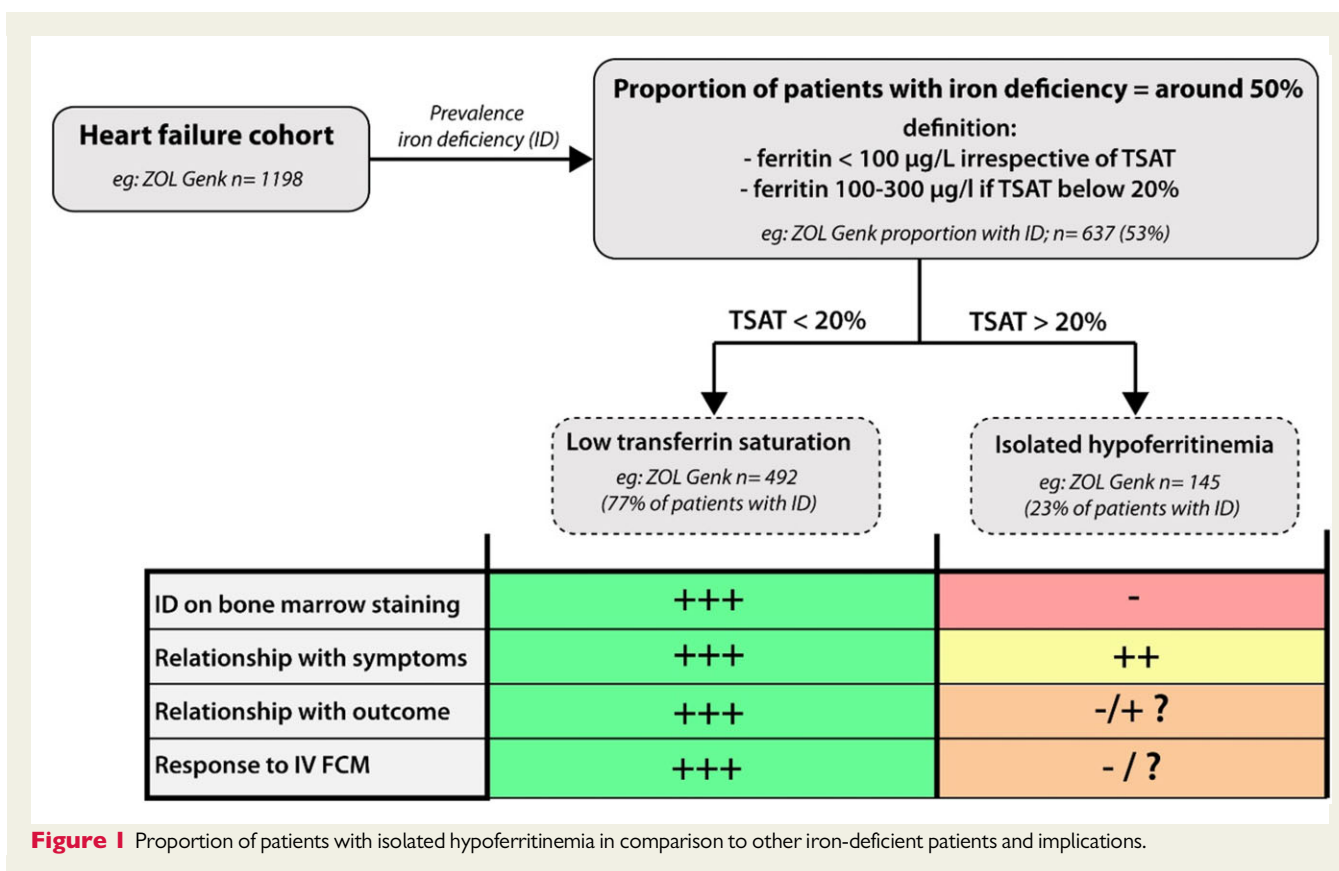 Heart failure cohort
eg: ZOL Genk n= 1198
Prevalence
iron deficiency (ID)
Proportion of patients with iron deficiency = around 50%
definition:
- ferritin < 100 µg/L irrespective of TSAT
- ferritin 100-300 µg/l if TSAT below 20%
eg: ZOL Genk proportion with ID; n= 637 (53%)
TSAT < 20%
TSAT > 20%
Low transferrin saturation
eg: ZOL Genk n= 492
(77% of patients with ID)
Isolated hypoferritinemia
eg: ZOL Genk n= 145
(23% of patients with ID)
ID on bone marrow staining +++ -
Relationship with symptoms +++ ++
Relationship with outcome +++ -/+ ?
Response to IV FCM +++ - / ?
Figure 1 Proportion of patients with isolated hypoferritinemia in comparison to other iron-deficient patients and implications.